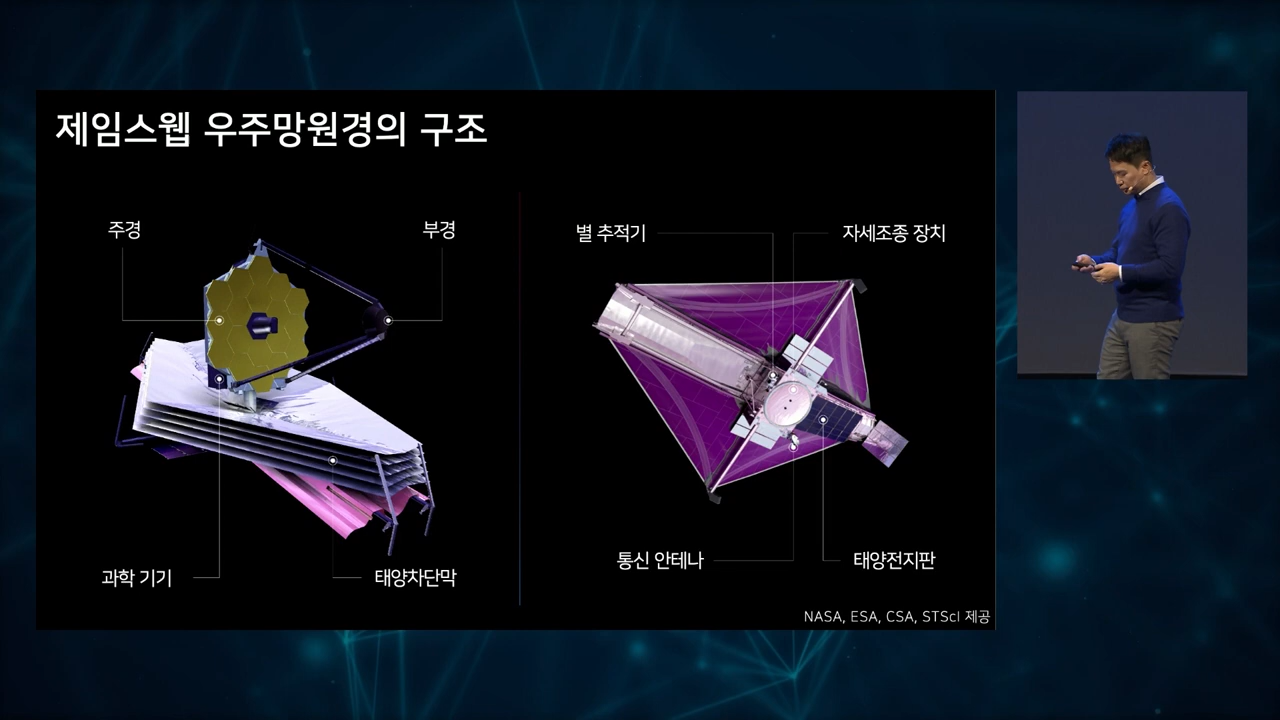 제임스웹 우주망원경의 구조
주경
부경
과학 기기
태양차단막
별 추적기
자세조종 장치
통신 안테나
태양전지판
NASA, ESA, CSA, STScI 제공